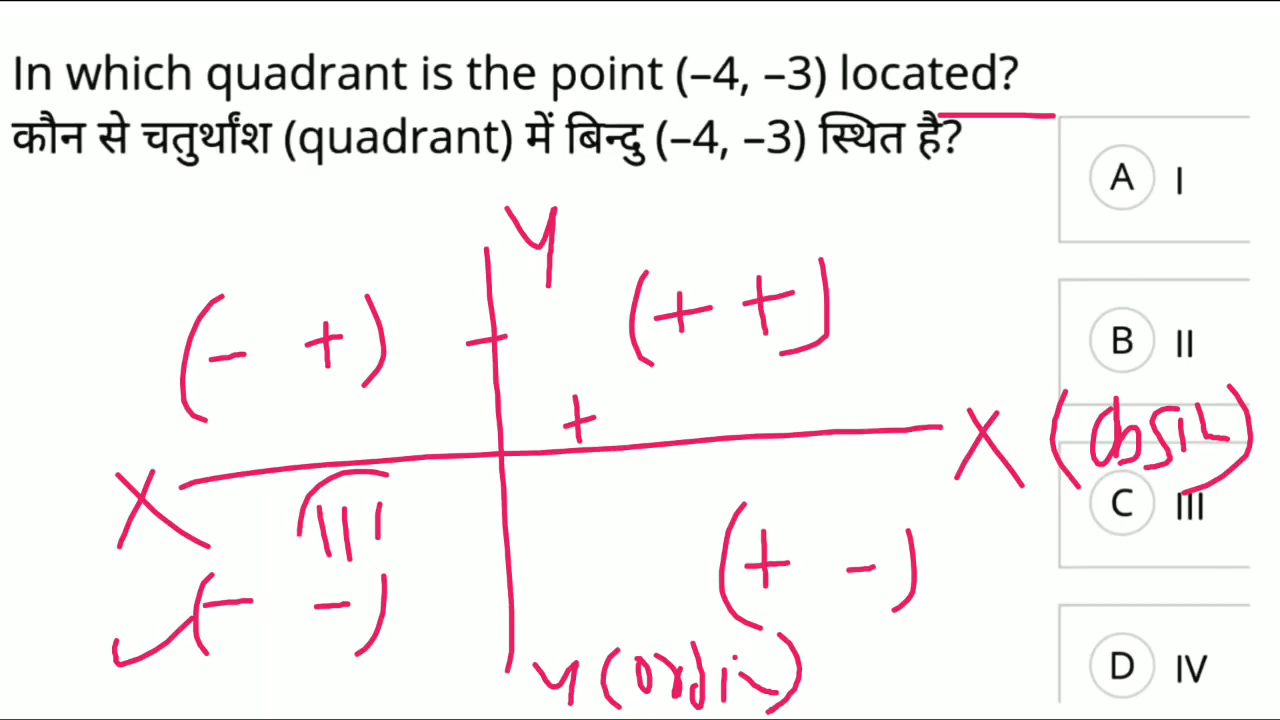 In which quadrant is the point (–4, –3) located?
कौन से चतुर्थांश (quadrant) में बिन्दु (–4, –3) स्थित है?
A I
B II
C III
D IV
Y
(- +)
(+ +)
+
X
X
III
(- -)
(+ -)
Y